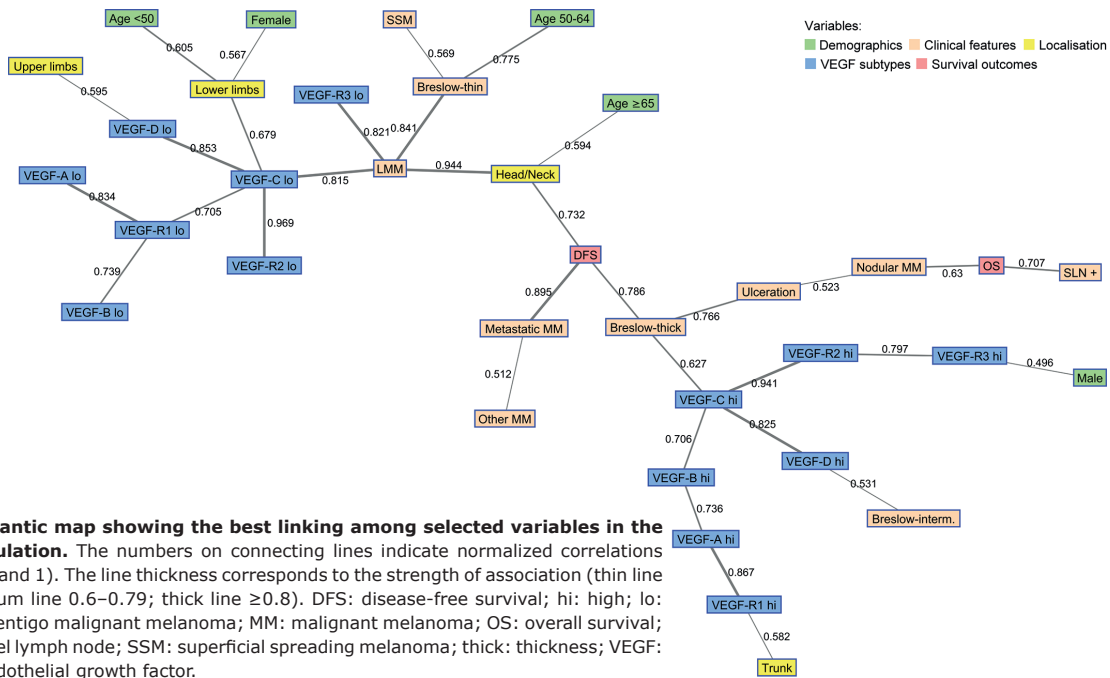 Age <50
Female
SSM
Age 50-64
Variables:
Demographics Clinical features Localisation
VEGF subtypes Survival outcomes
0.605
0.567
0.569
0.775
Upper limbs
Lower limbs
Breslow-thin
VEGF-R3 lo
Age ≥65
0.595
VEGF-D lo
0.679
0.821
0.841
0.594
0.853
LMM
0.944
Head/Neck
VEGF-A lo
VEGF-C lo
0.815
0.834
0.705
0.732
VEGF-R1 lo
0.969
DFS
0.739
VEGF-R2 lo
Nodular MM
0.63
OS
0.707
SLN +
0.895
0.786
Ulceration
0.523
VEGF-B lo
Metastatic MM
Breslow-thick
0.766
0.512
0.627
VEGF-R2 hi
0.797
VEGF-R3 hi
0.496
Male
0.941
VEGF-C hi
Other MM
0.825
0.706
VEGF-D hi
VEGF-B hi
0.531
Breslow-interm.
0.736
VEGF-A hi
0.867
VEGF-R1 hi
0.582
Trunk
antic map showing the best linking among selected variables in the
ulation. The numbers on connecting lines indicate normalized correlations
and 1). The line thickness corresponds to the strength of association (thin line
um line 0.6–0.79; thick line ≥0.8). DFS: disease-free survival; hi: high; lo:
entigo malignant melanoma; MM: malignant melanoma; OS: overall survival;
el lymph node; SSM: superficial spreading melanoma; thick: thickness; VEGF:
dothelial growth factor.